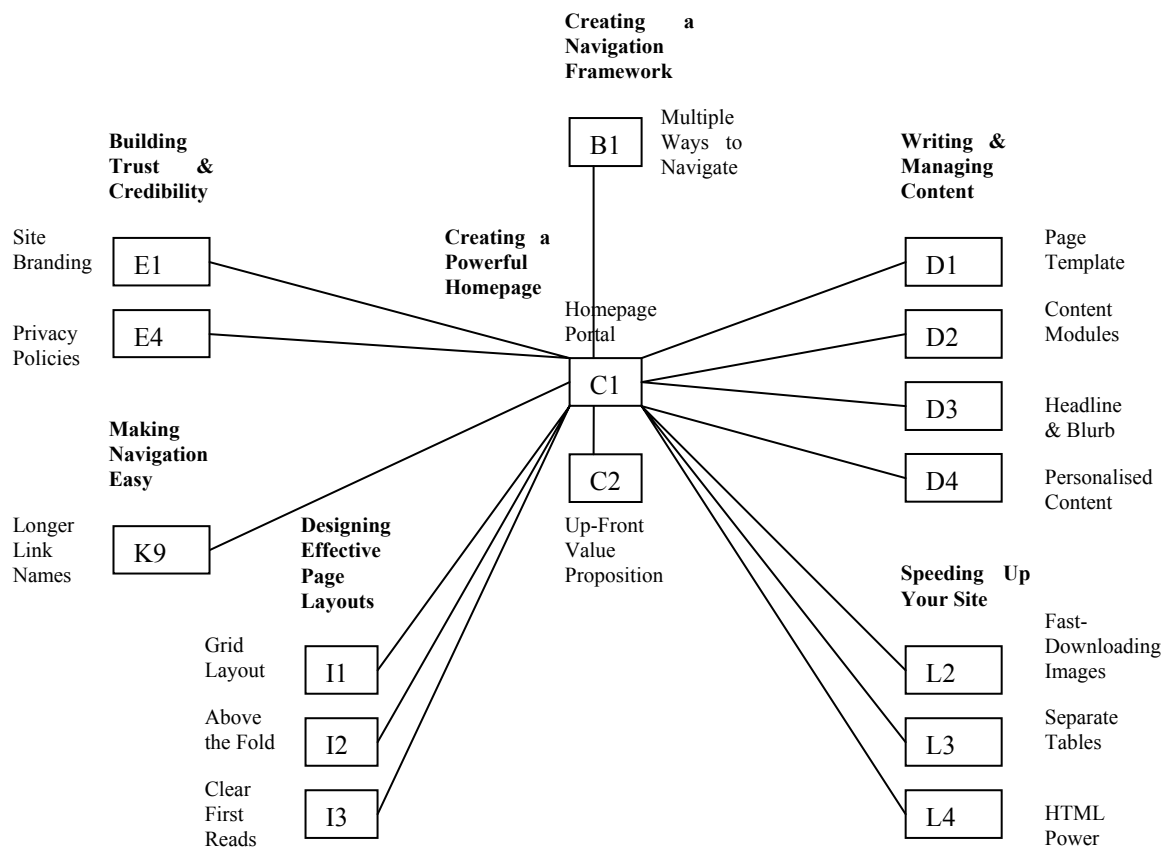 Creating a
Navigation
Framework
B1
Multiple
Ways to
Navigate
Building
Trust &
Credibility
Writing &
Managing
Content
Site
Branding
E1
Creating a
Powerful
Homepage
D1
Page
Template
Privacy
Policies
E4
Homepage
Portal
C1
D2
Content
Modules
D3
Headline
& Blurb
Making
Navigation
Easy
C2
Up-Front
Value
Proposition
D4
Personalised
Content
Longer
Link
Names
K9
Designing
Effective
Page
Layouts
Speeding Up
Your Site
Grid
Layout
I1
L2
Fast-
Downloading
Images
Above
the Fold
I2
L3
Separate
Tables
Clear
First
Reads
I3
L4
HTML
Power